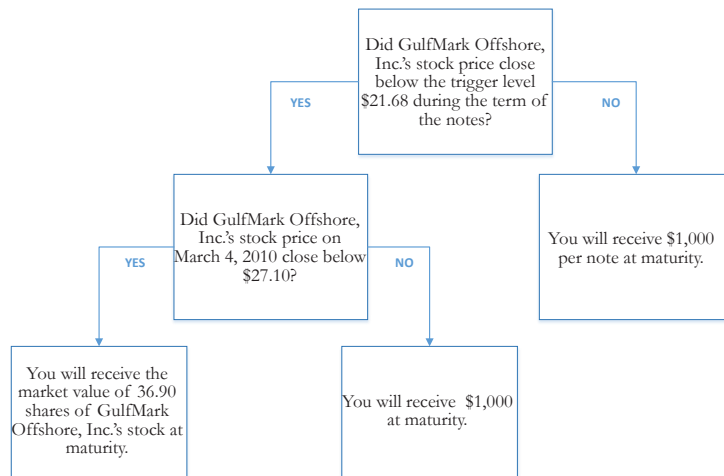 Did GulfMark Offshore,
Inc.'s stock price close
below the trigger level
$21.68 during the term of
the notes?
YES
NO
Did GulfMark Offshore,
Inc.'s stock price on
March 4, 2010 close below
$27.10?
You will receive $1,000
per note at maturity.
YES
NO
You will receive the
market value of 36.90
shares of GulfMark
Offshore, Inc.'s stock at
maturity.
You will receive $1,000
at maturity.